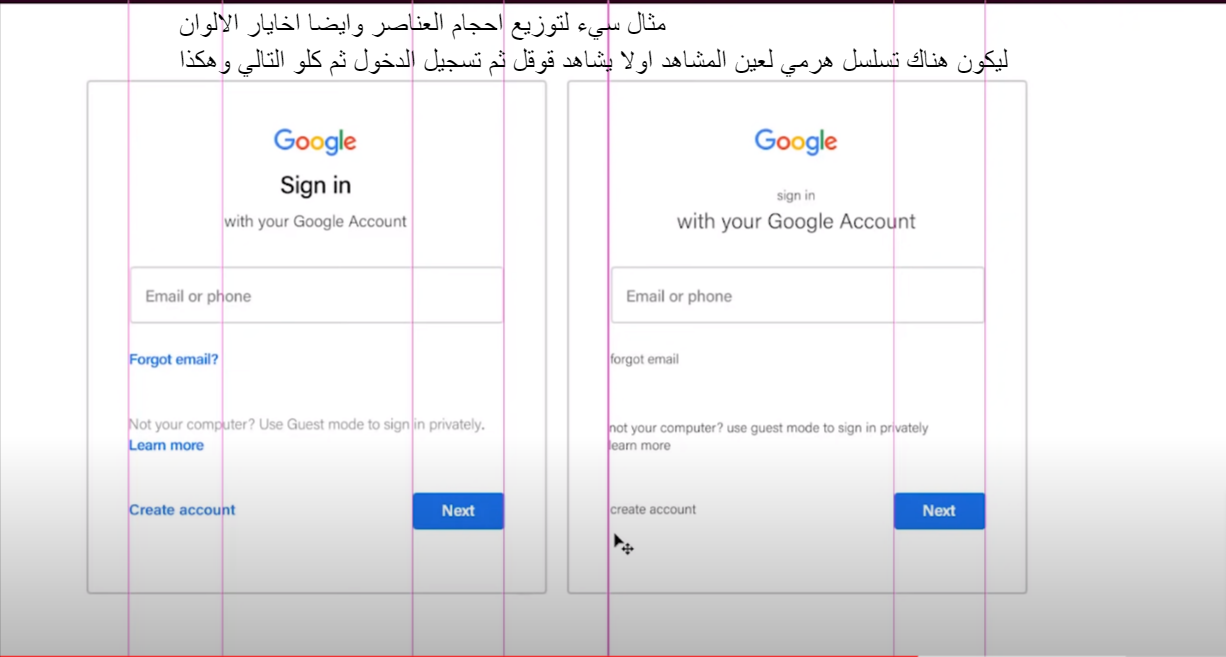 مثال سيء لتوزيع احجام العناصر وايضا اخايار الالوان
ليكون هناك تسلسل هرمي لعين المشاهد اولا يشاهد قوقل ثم تسجيل الدخول ثم كلو التالي وهكذا
Google
Sign in
with your Google Account
Email or phone
Forgot email?
Not your computer? Use Guest mode to sign in privately.
Learn more
Create account
Next
Google
sign in
with your Google Account
Email or phone
forgot email
not your computer? use guest mode to sign in privately
learn more
create account
Next